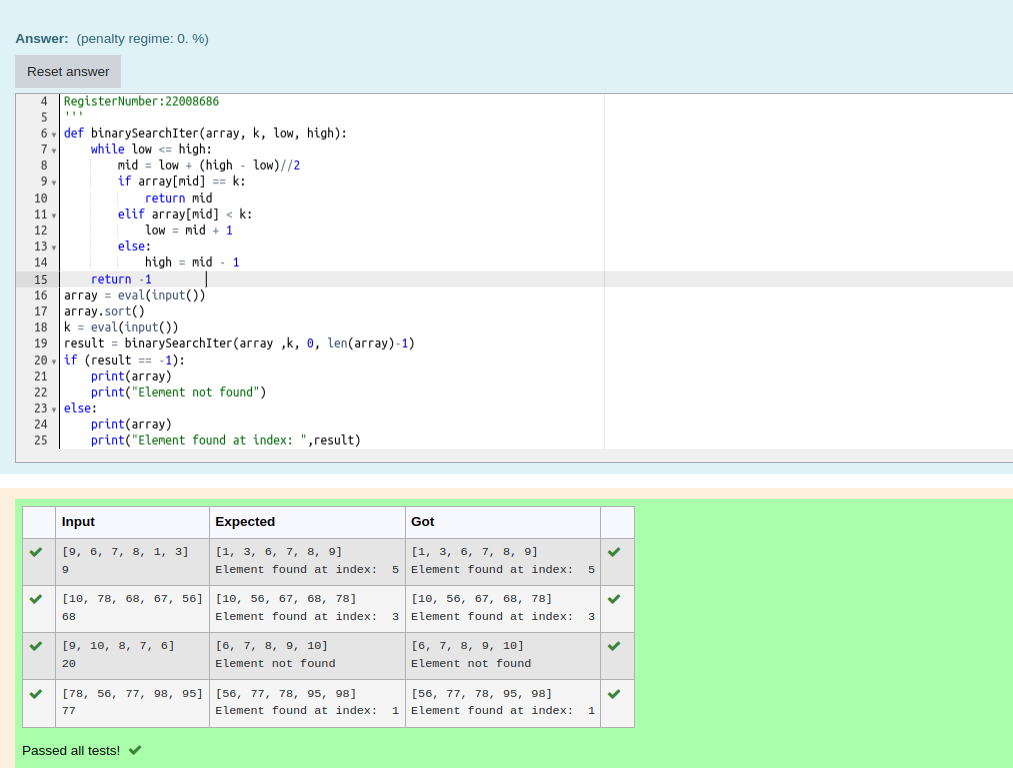 Answer: (penalty regime: 0. %)
Reset answer
4 RegisterNumber:22008686
5 '''
6 def binarySearchIter(array, k, low, high):
7     while low <= high:
8         mid = low + (high - low)//2
9         if array[mid] == k:
10             return mid
11         elif array[mid] < k:
12             low = mid + 1
13         else:
14             high = mid - 1
15     return -1
16 array = eval(input())
17 array.sort()
18 k = eval(input())
19 result = binarySearchIter(array ,k, 0, len(array)-1)
20 if (result == -1):
21     print(array)
22     print("Element not found")
23 else:
24     print(array)
25     print("Element found at index: ",result)
Input Expected Got
[9, 6, 7, 8, 1, 3] [1, 3, 6, 7, 8, 9] [1, 3, 6, 7, 8, 9]
9 Element found at index:  5 Element found at index:  5
[10, 78, 68, 67, 56] [10, 56, 67, 68, 78] [10, 56, 67, 68, 78]
68 Element found at index:  3 Element found at index:  3
[9, 10, 8, 7, 6] [6, 7, 8, 9, 10] [6, 7, 8, 9, 10]
20 Element not found Element not found
[78, 56, 77, 98, 95] [56, 77, 78, 95, 98] [56, 77, 78, 95, 98]
77 Element found at index:  1 Element found at index:  1
Passed all tests!